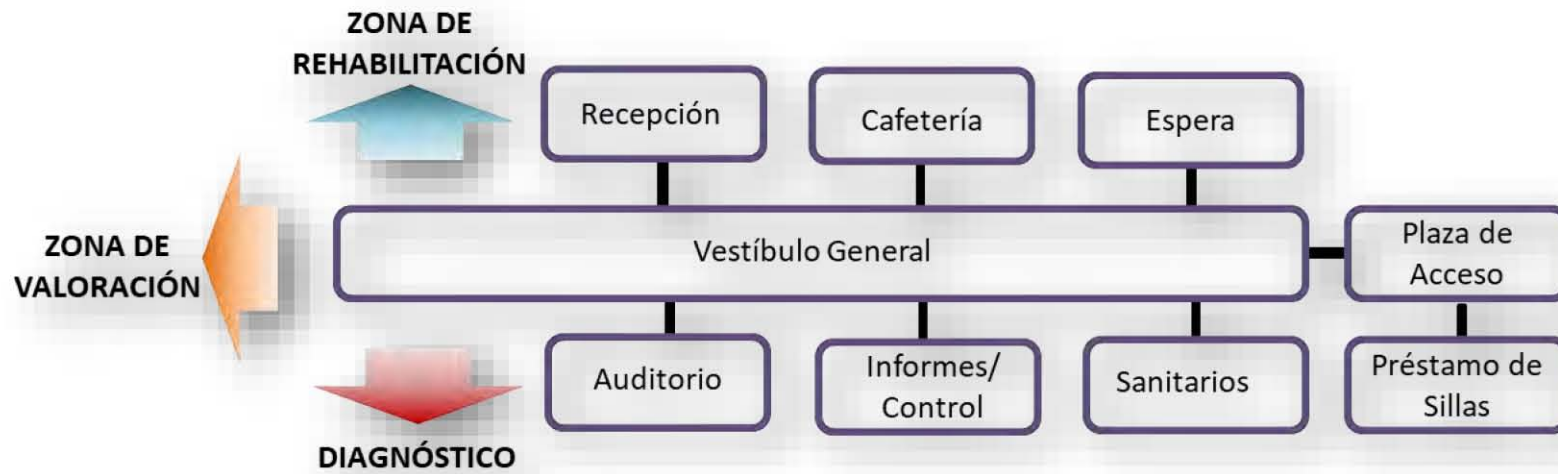 ZONA DE
REHABILITACIÓN
Recepción
Cafetería
Espera
ZONA DE
VALORACIÓN
Vestíbulo General
Plaza de
Acceso
Auditorio
Informes/
Control
Sanitarios
Préstamo de
Sillas
DIAGNÓSTICO